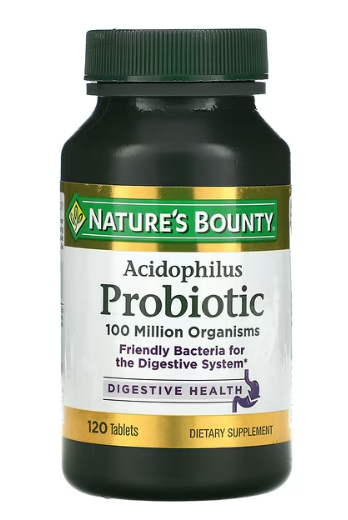 NATURE'S BOUNTY
Acidophilus
Probiotic
100 Million Organisms
Friendly Bacteria for
the Digestive System*
DIGESTIVE HEALTH
120 Tablets
DIETARY SUPPLEMENT